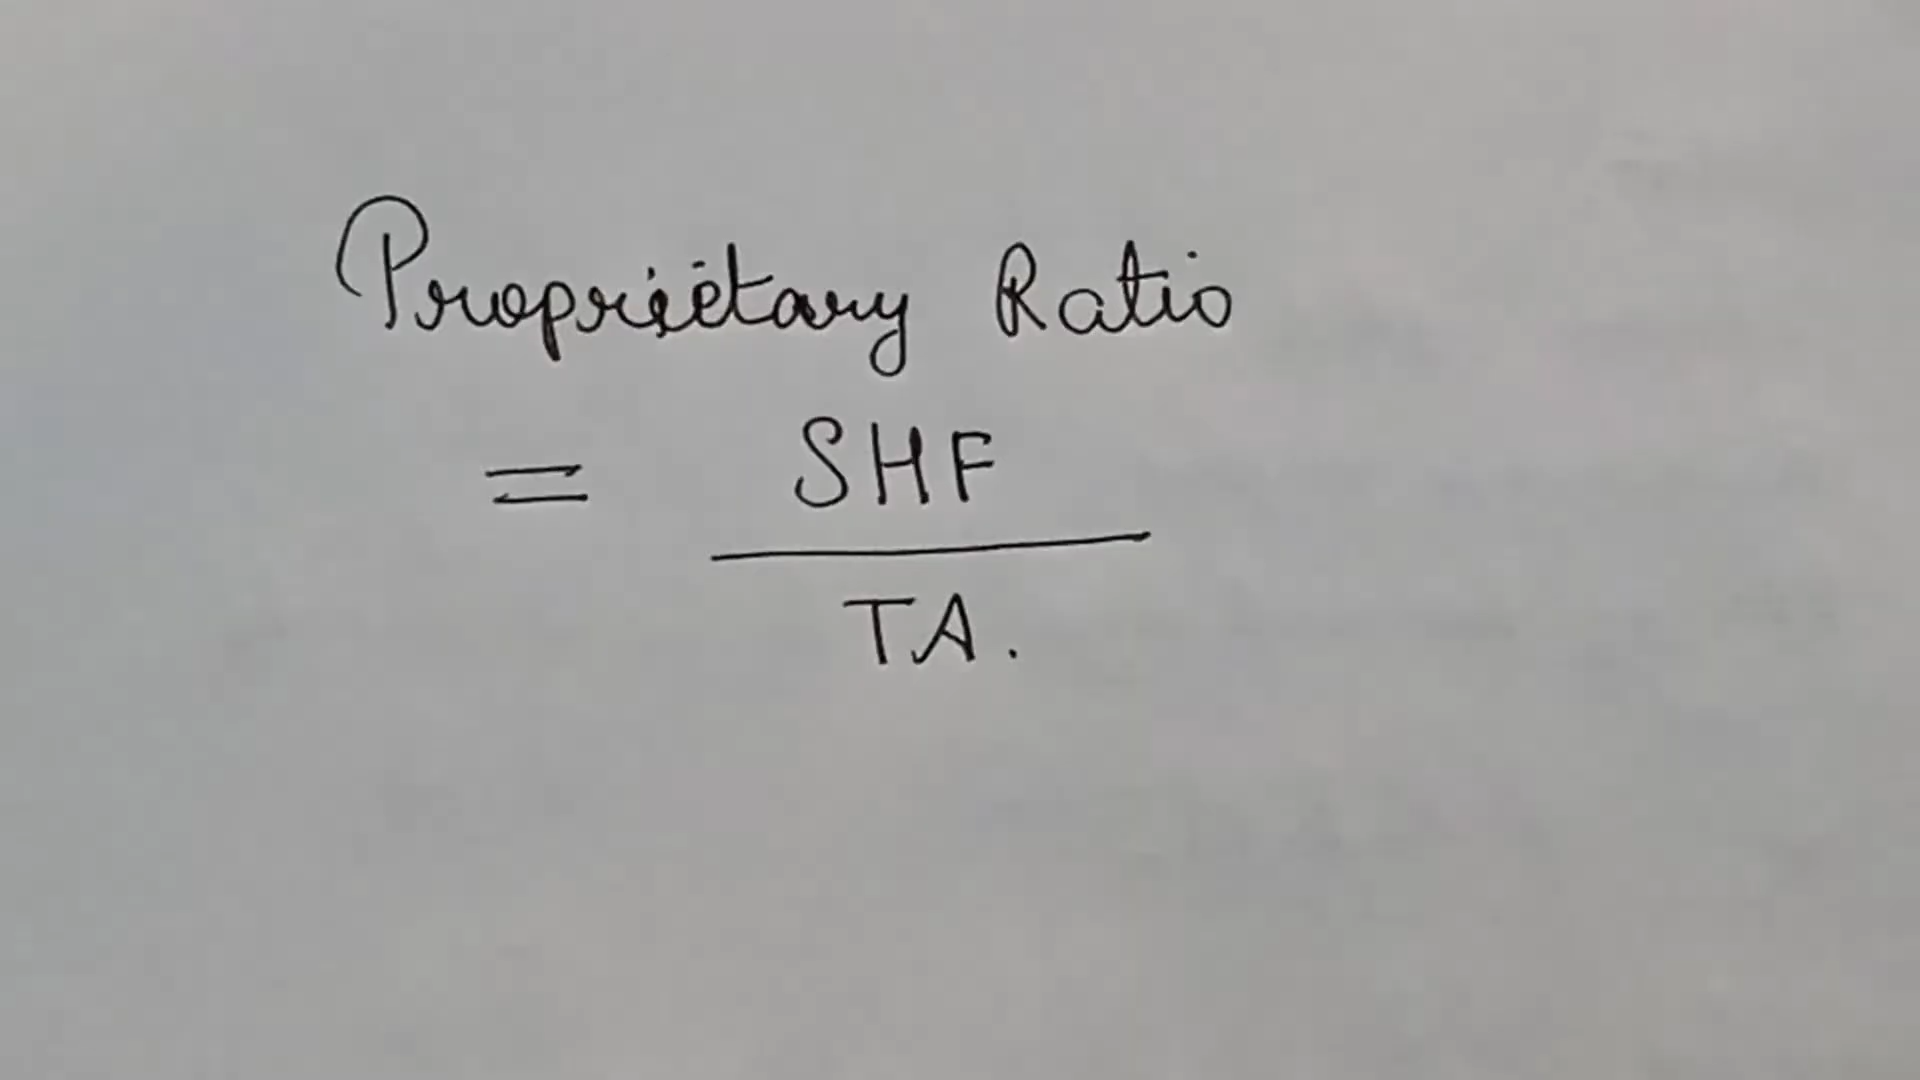 Proprietary Ratio
= SHF
TA.